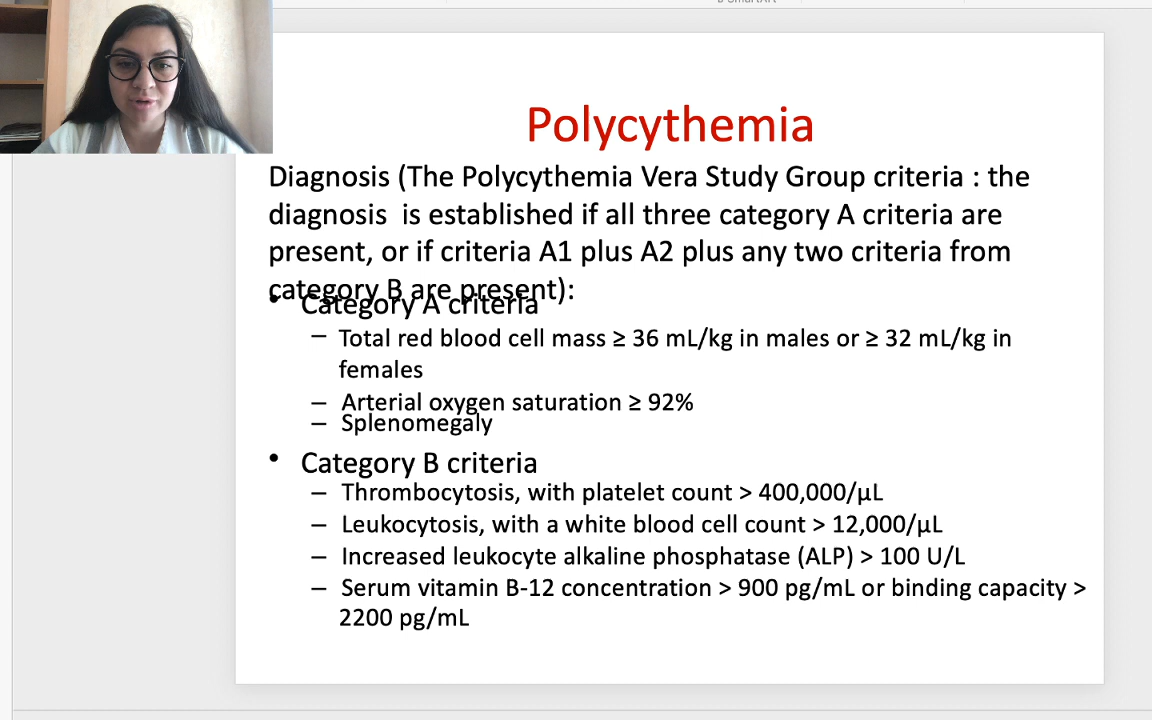 Polycythemia
Diagnosis (The Polycythemia Vera Study Group criteria : the
diagnosis is established if all three category A criteria are
present, or if criteria A1 plus A2 plus any two criteria from
category B are present):
• Category A criteria
– Total red blood cell mass ≥ 36 mL/kg in males or ≥ 32 mL/kg in
females
– Arterial oxygen saturation ≥ 92%
– Splenomegaly
• Category B criteria
– Thrombocytosis, with platelet count > 400,000/μL
– Leukocytosis, with a white blood cell count > 12,000/μL
– Increased leukocyte alkaline phosphatase (ALP) > 100 U/L
– Serum vitamin B-12 concentration > 900 pg/mL or binding capacity >
2200 pg/mL